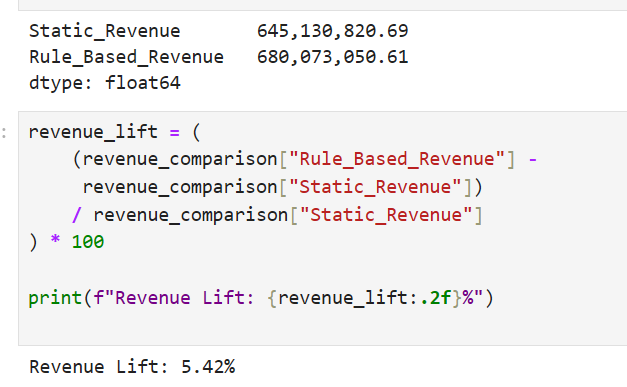 Static_Revenue 645,130,820.69
Rule_Based_Revenue 680,073,050.61
dtype: float64
: revenue_lift = (
(revenue_comparison["Rule_Based_Revenue"] -
revenue_comparison["Static_Revenue"])
/ revenue_comparison["Static_Revenue"]
) * 100
print(f"Revenue Lift: {revenue_lift:.2f}%")
Revenue Lift: 5.42%